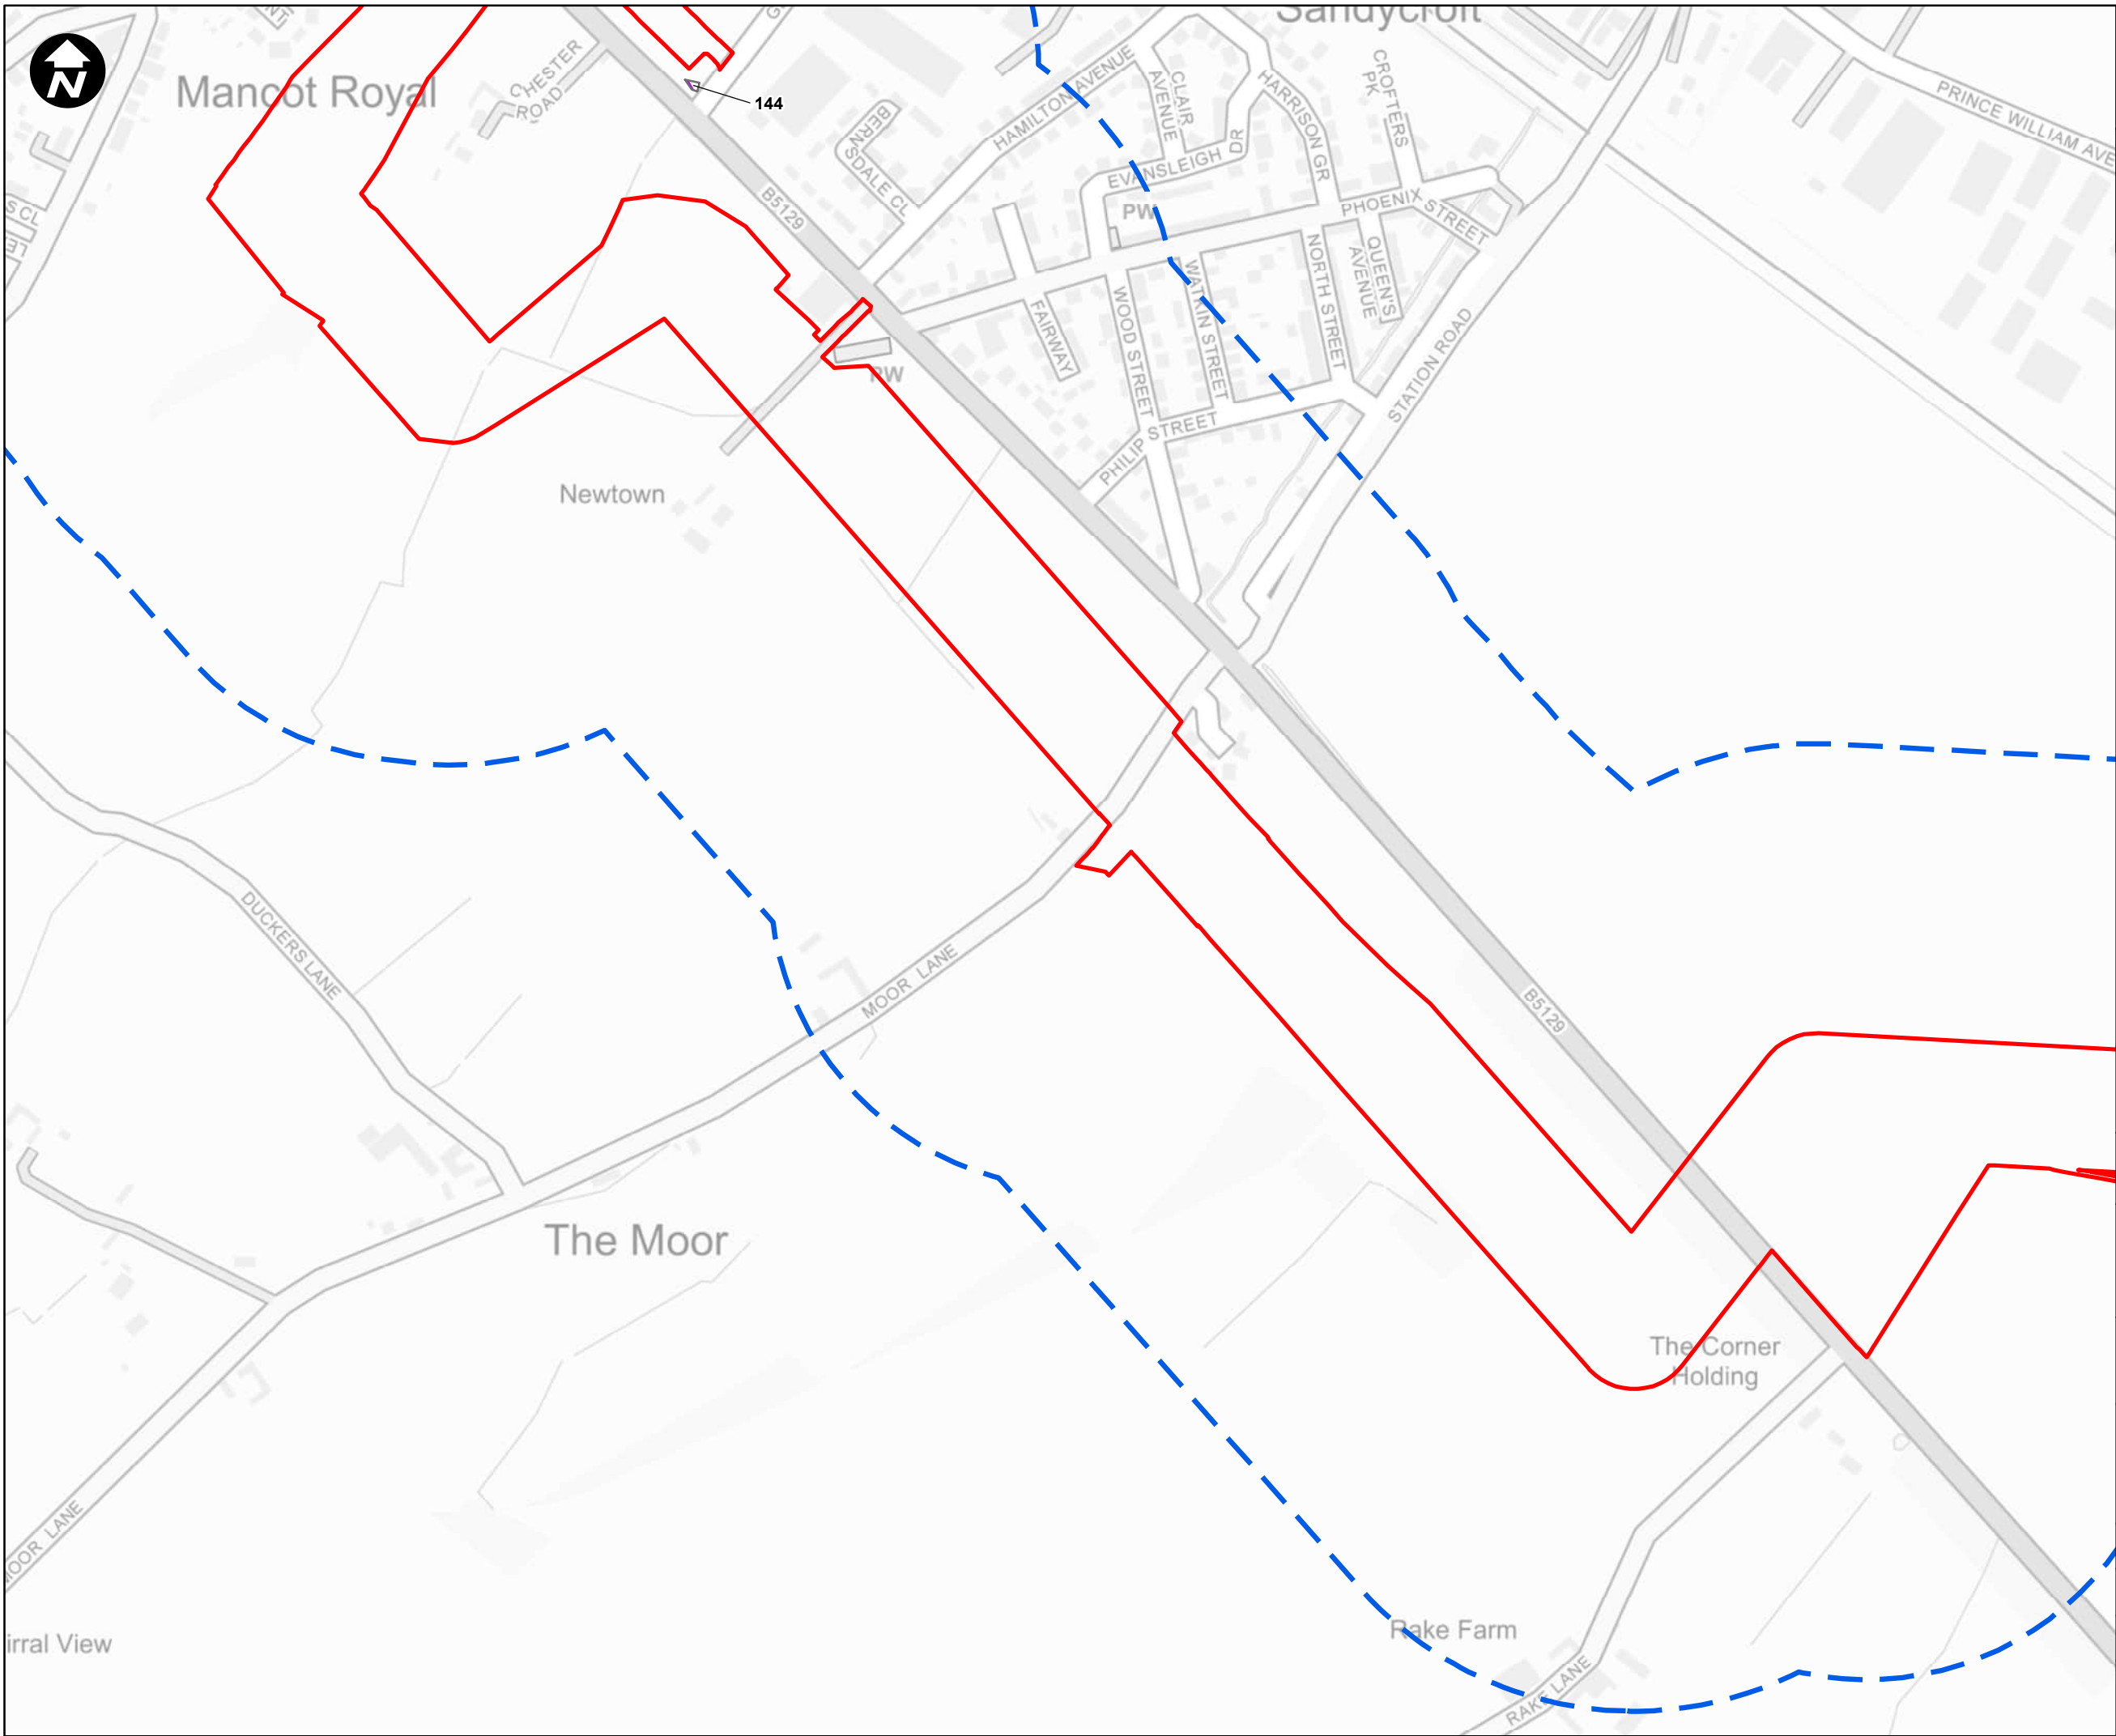 Sandycroft
N
Mancot Royal
CHESTER
ROAD
144
BERN
SDALE CL
HAMILTON AVENUE
CLAIR
AVENUE
HARRISON GR
CROFTERS
PK
PRINCE WILLIAM AVE
EVANSLEIGH
DR
PW
PHOENIX STREET
B5129
S CL
FAIRWAY
WOOD STREET
WATKIN STREET
NORTH STREET
QUEEN'S
AVENUE
STATION ROAD
PW
PHILIP STREET
Newtown
DUCKERS LANE
MOOR LANE
B5129
The Moor
The Corner
Holding
MOOR LANE
irral View
Rake Farm
RAKE LANE